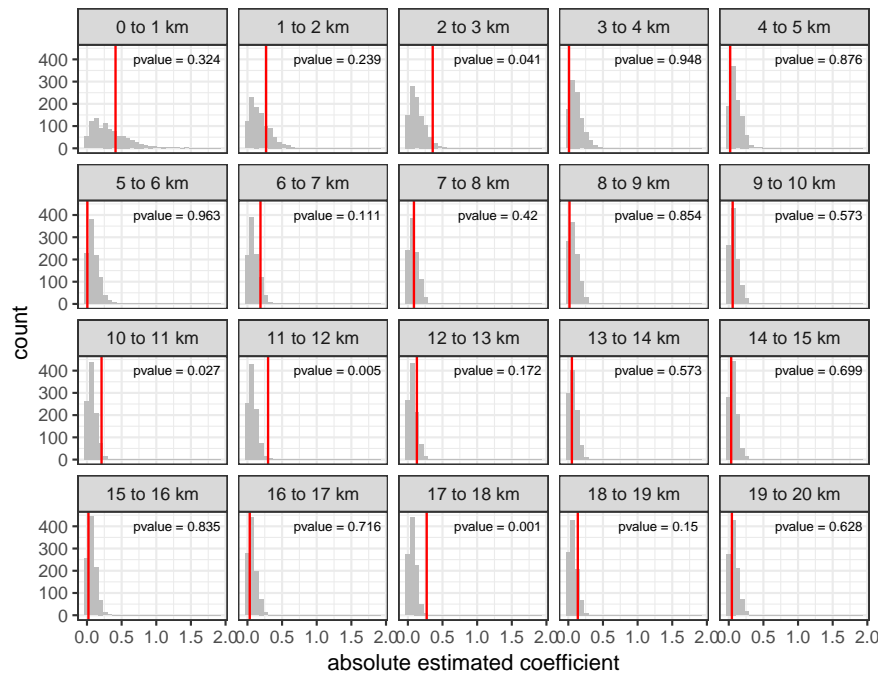 0 to 1 km 1 to 2 km 2 to 3 km 3 to 4 km 4 to 5 km
pvalue = 0.324 pvalue = 0.239 pvalue = 0.041 pvalue = 0.948 pvalue = 0.876
400
300
200
100
0
5 to 6 km 6 to 7 km 7 to 8 km 8 to 9 km 9 to 10 km
pvalue = 0.963 pvalue = 0.111 pvalue = 0.42 pvalue = 0.854 pvalue = 0.573
400
300
200
100
0
count
10 to 11 km 11 to 12 km 12 to 13 km 13 to 14 km 14 to 15 km
pvalue = 0.027 pvalue = 0.005 pvalue = 0.172 pvalue = 0.573 pvalue = 0.699
400
300
200
100
0
15 to 16 km 16 to 17 km 17 to 18 km 18 to 19 km 19 to 20 km
pvalue = 0.835 pvalue = 0.716 pvalue = 0.001 pvalue = 0.15 pvalue = 0.628
400
300
200
100
0
0.0 0.5 1.0 1.5 2.0 0.0 0.5 1.0 1.5 2.0 0.0 0.5 1.0 1.5 2.0 0.0 0.5 1.0 1.5 2.0 0.0 0.5 1.0 1.5 2.0
absolute estimated coefficient